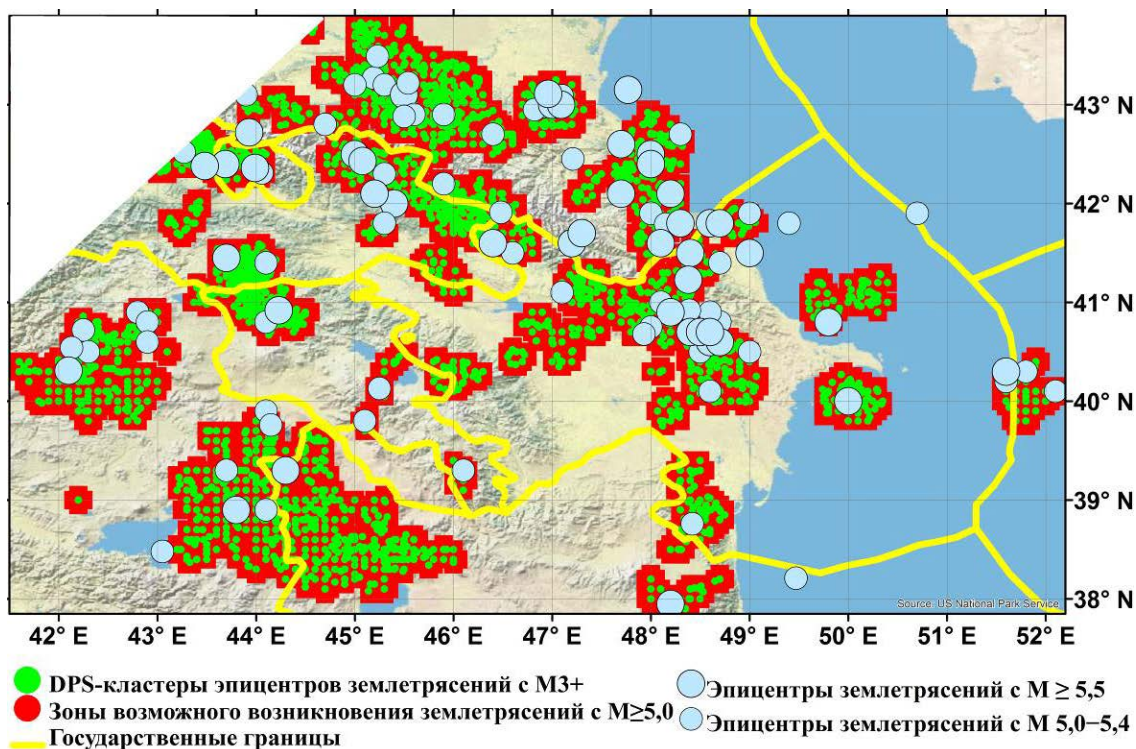 43° N
42° N
41° N
40° N
39° N
38° N
Source: US National Park Service
42° E 43° E 44° E 45° E 46° E 47° E 48° E 49° E 50° E 51° E 52° E
DPS-кластеры эпицентров землетрясений с М3+
Зоны возможного возникновения землетрясений с М≥5,0
Государственные границы
Эпицентры землетрясений с М ≥ 5,5
Эпицентры землетрясений с М 5,0−5,4